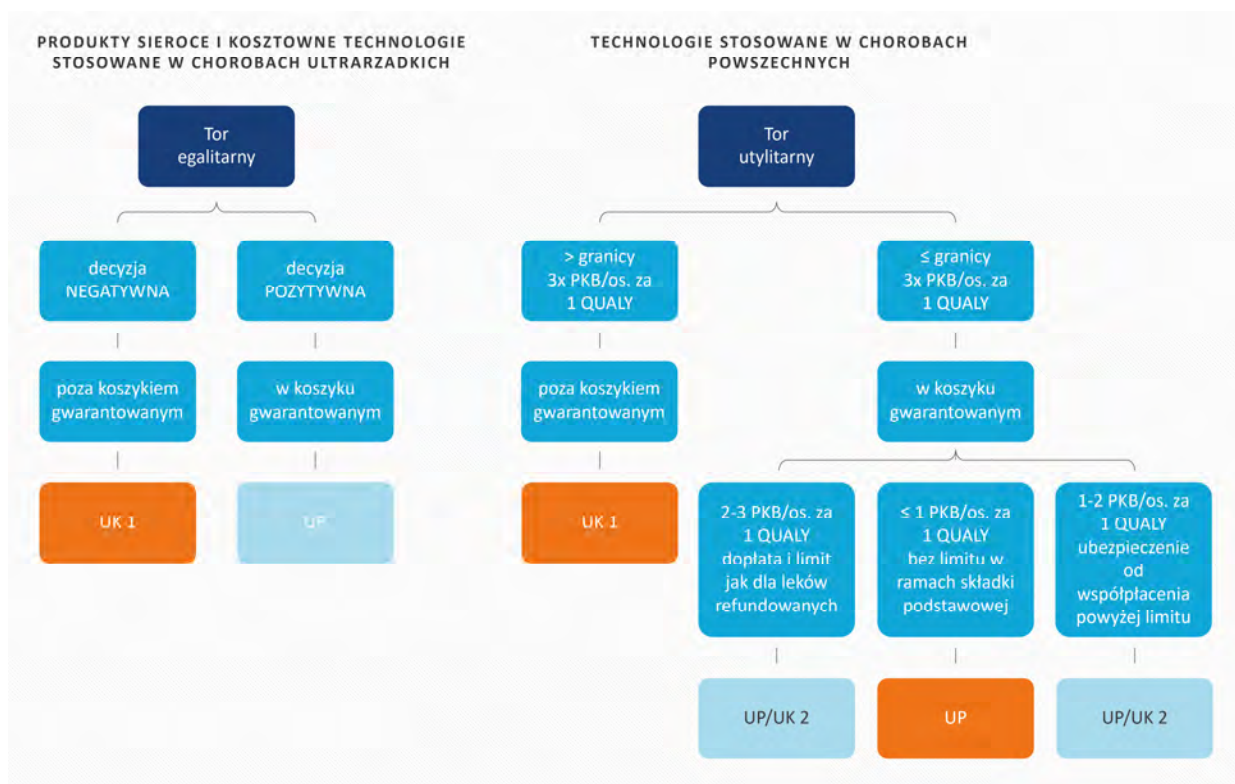 PRODUKTY SIEROCE I KOSZTOWNE TECHNOLOGIE
STOSOWANE W CHOROBACH ULTRARZADKICH
Tor
egalitarny
decyzja
NEGATYWNA
decyzja
POZYTYWNA
poza koszykiem
gwarantowanym
w koszyku
gwarantowanym
UK 1
UP
TECHNOLOGIE STOSOWANE W CHOROBACH
POWSZECHNYCH
Tor
utylitarny
> granicy
3x PKB/os. za
1 QUALY
≤ granicy
3x PKB/os. za
1 QUALY
poza koszykiem
gwarantowanym
w koszyku
gwarantowanym
UK 1
2-3 PKB/os. za
1 QUALY
dopłata i limit
jak dla leków
refundowanych
≤ 1 PKB/os. za
1 QUALY
bez limitu w
ramach składki
podstawowej
1-2 PKB/os. za
1 QUALY
ubezpieczenie
od
współpłacenia
powyżej limitu
UP/UK 2
UP
UP/UK 2